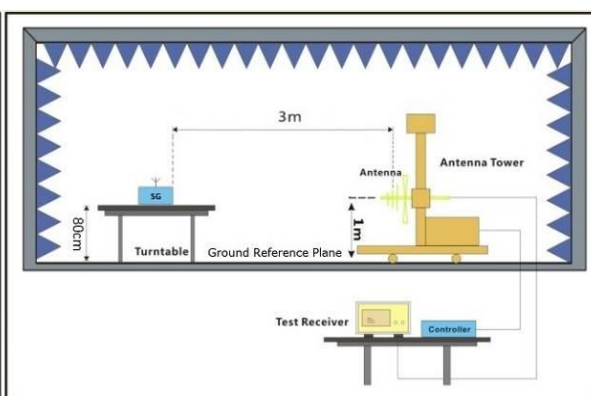 3m
Antenna Tower
Antenna
SG
80cm
1m
Turntable
Ground Reference Plane
Test Receiver
Controller